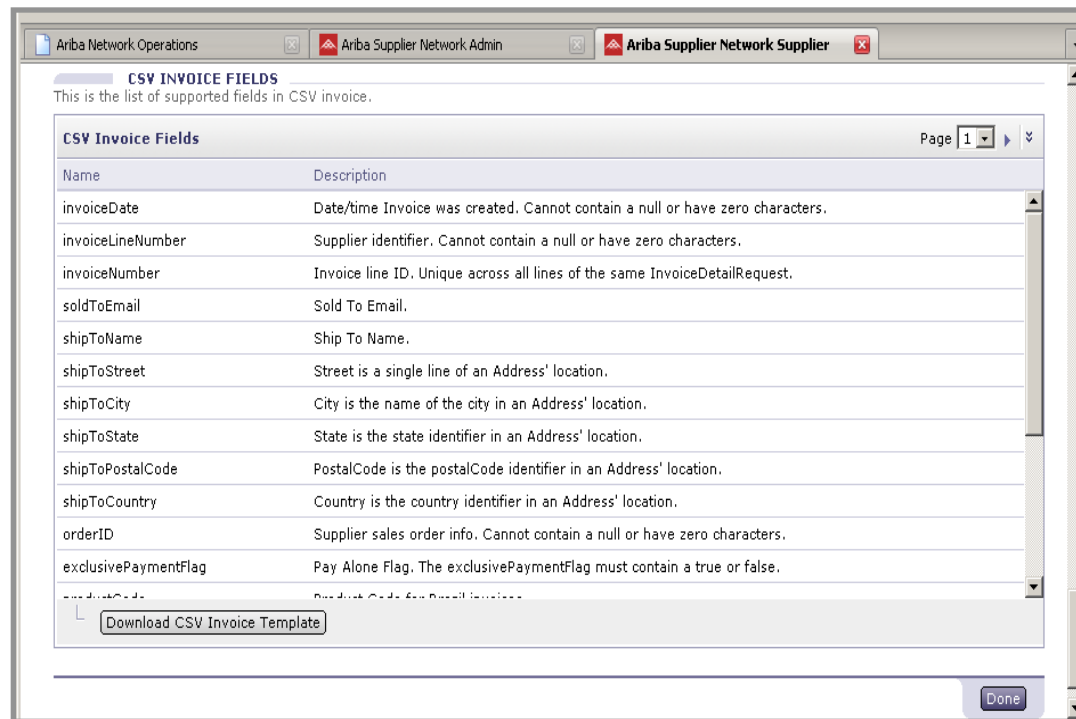 Ariba Network Operations
Ariba Supplier Network Admin
Ariba Supplier Network Supplier
CSV INVOICE FIELDS
This is the list of supported fields in CSV invoice.
CSV Invoice Fields
Page 1
Name Description
invoiceDate Date/time Invoice was created. Cannot contain a null or have zero characters.
invoiceLineNumber Supplier identifier. Cannot contain a null or have zero characters.
invoiceNumber Invoice line ID. Unique across all lines of the same InvoiceDetailRequest.
soldToEmail Sold To Email.
shipToName Ship To Name.
shipToStreet Street is a single line of an Address' location.
shipToCity City is the name of the city in an Address' location.
shipToState State is the state identifier in an Address' location.
shipToPostalCode PostalCode is the postalCode identifier in an Address' location.
shipToCountry Country is the country identifier in an Address' location.
orderID Supplier sales order info. Cannot contain a null or have zero characters.
exclusivePaymentFlag Pay Alone Flag. The exclusivePaymentFlag must contain a true or false.
productCode Product Code for Brazil invoices
Download CSV Invoice Template
Done